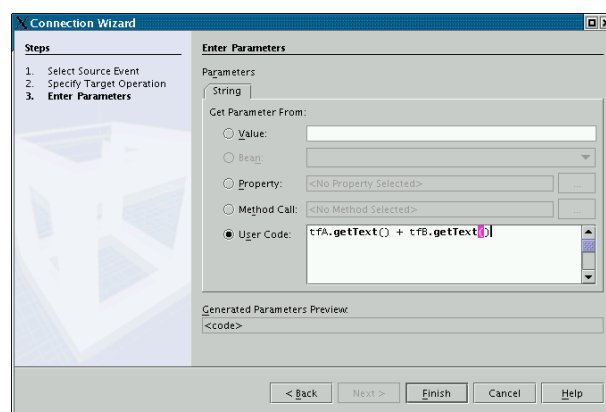 Connection Wizard
Steps
1. Select Source Event
2. Specify Target Operation
3. Enter Parameters
Enter Parameters
Parameters
String
Get Parameter From:
Value:
Bean:
Property: <No Property Selected> ...
Method Call: <No Method Selected> ...
User Code: tfA.getText() + tfB.getText()
Generated Parameters Preview:
<code>
< Back Next > Finish Cancel Help